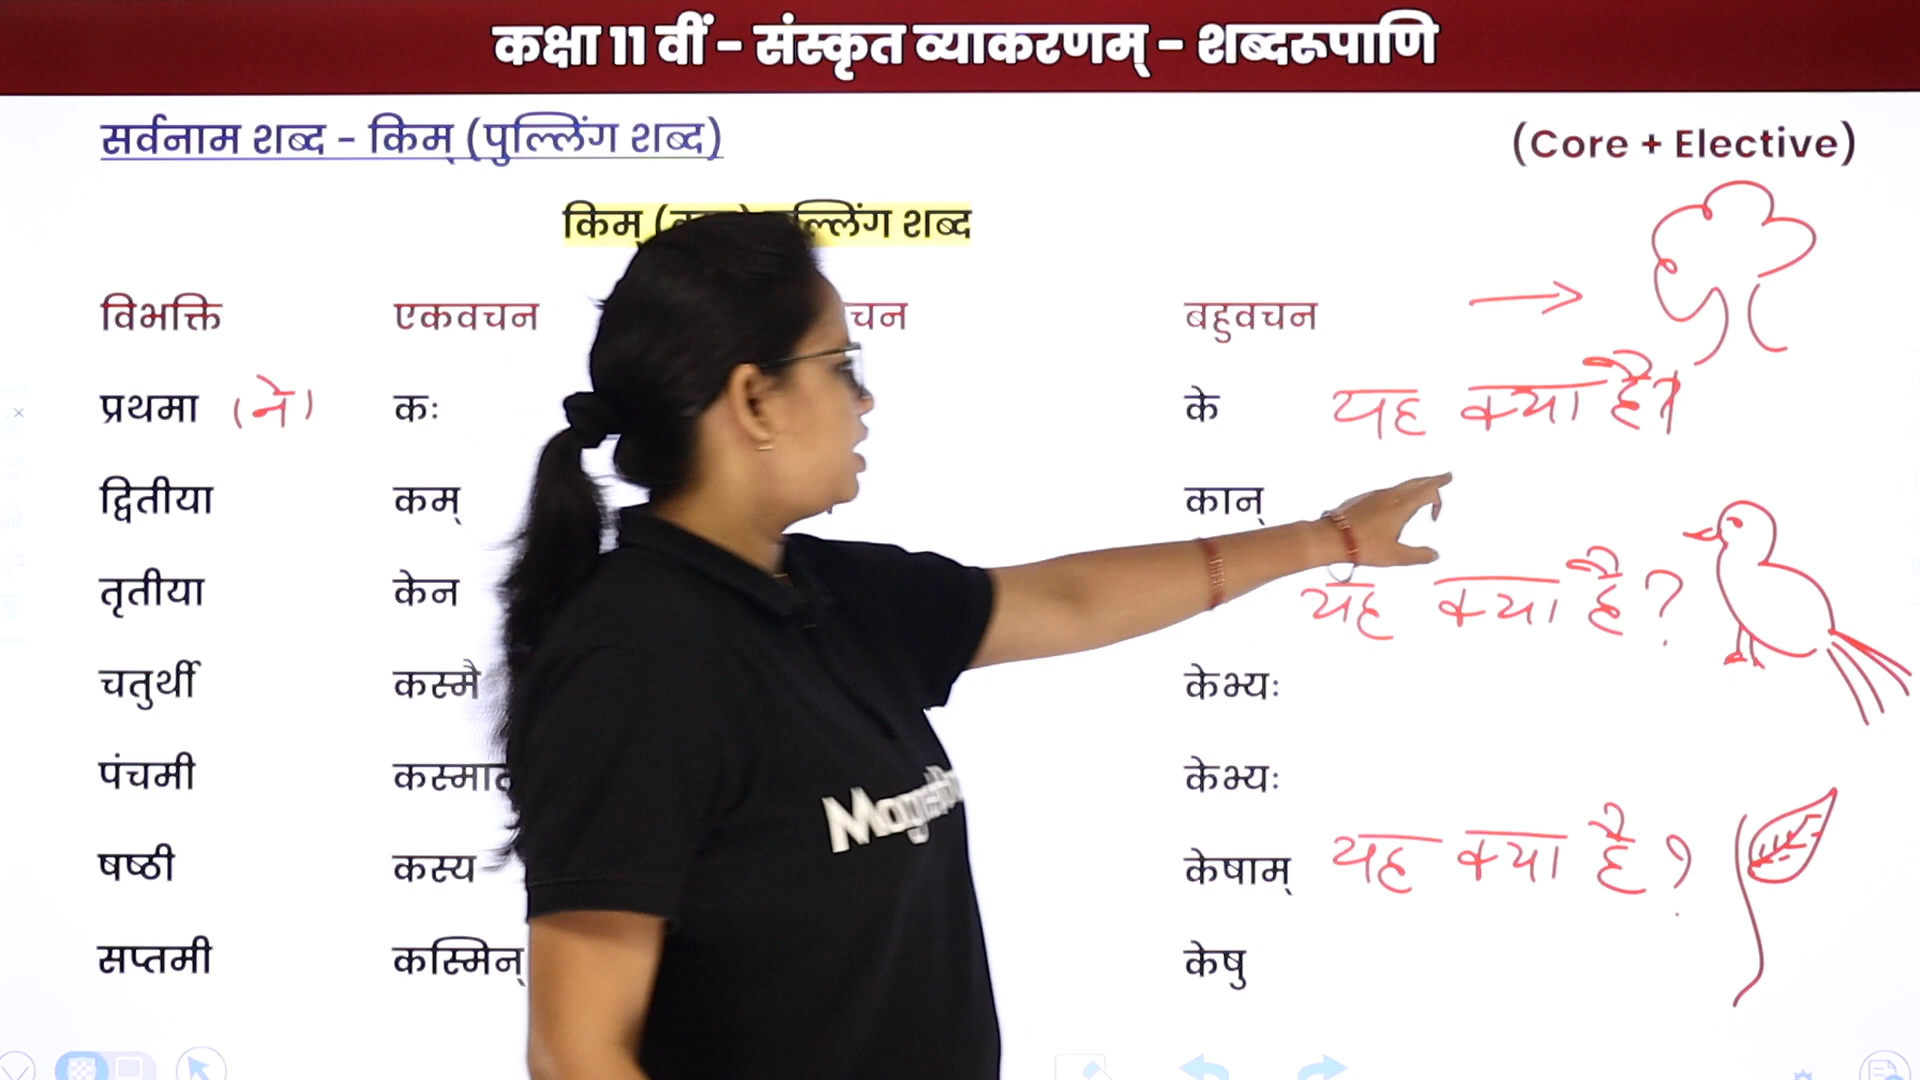 कक्षा 11 वीं - संस्कृत व्याकरणम् - शब्दरूपाणि
सर्वनाम शब्द - किम् (पुल्लिंग शब्द)
(Core + Elective)
किम् शब्द
विभक्ति एकवचन बहुवचन
प्रथमा (ने) कः के यह क्या है?
द्वितीया कम् कान्
तृतीया केन यह क्या है?
चतुर्थी कस्मै केभ्यः
पंचमी केभ्यः
षष्ठी कस्य केषाम् यह क्या है?
सप्तमी कस्मिन् केषु